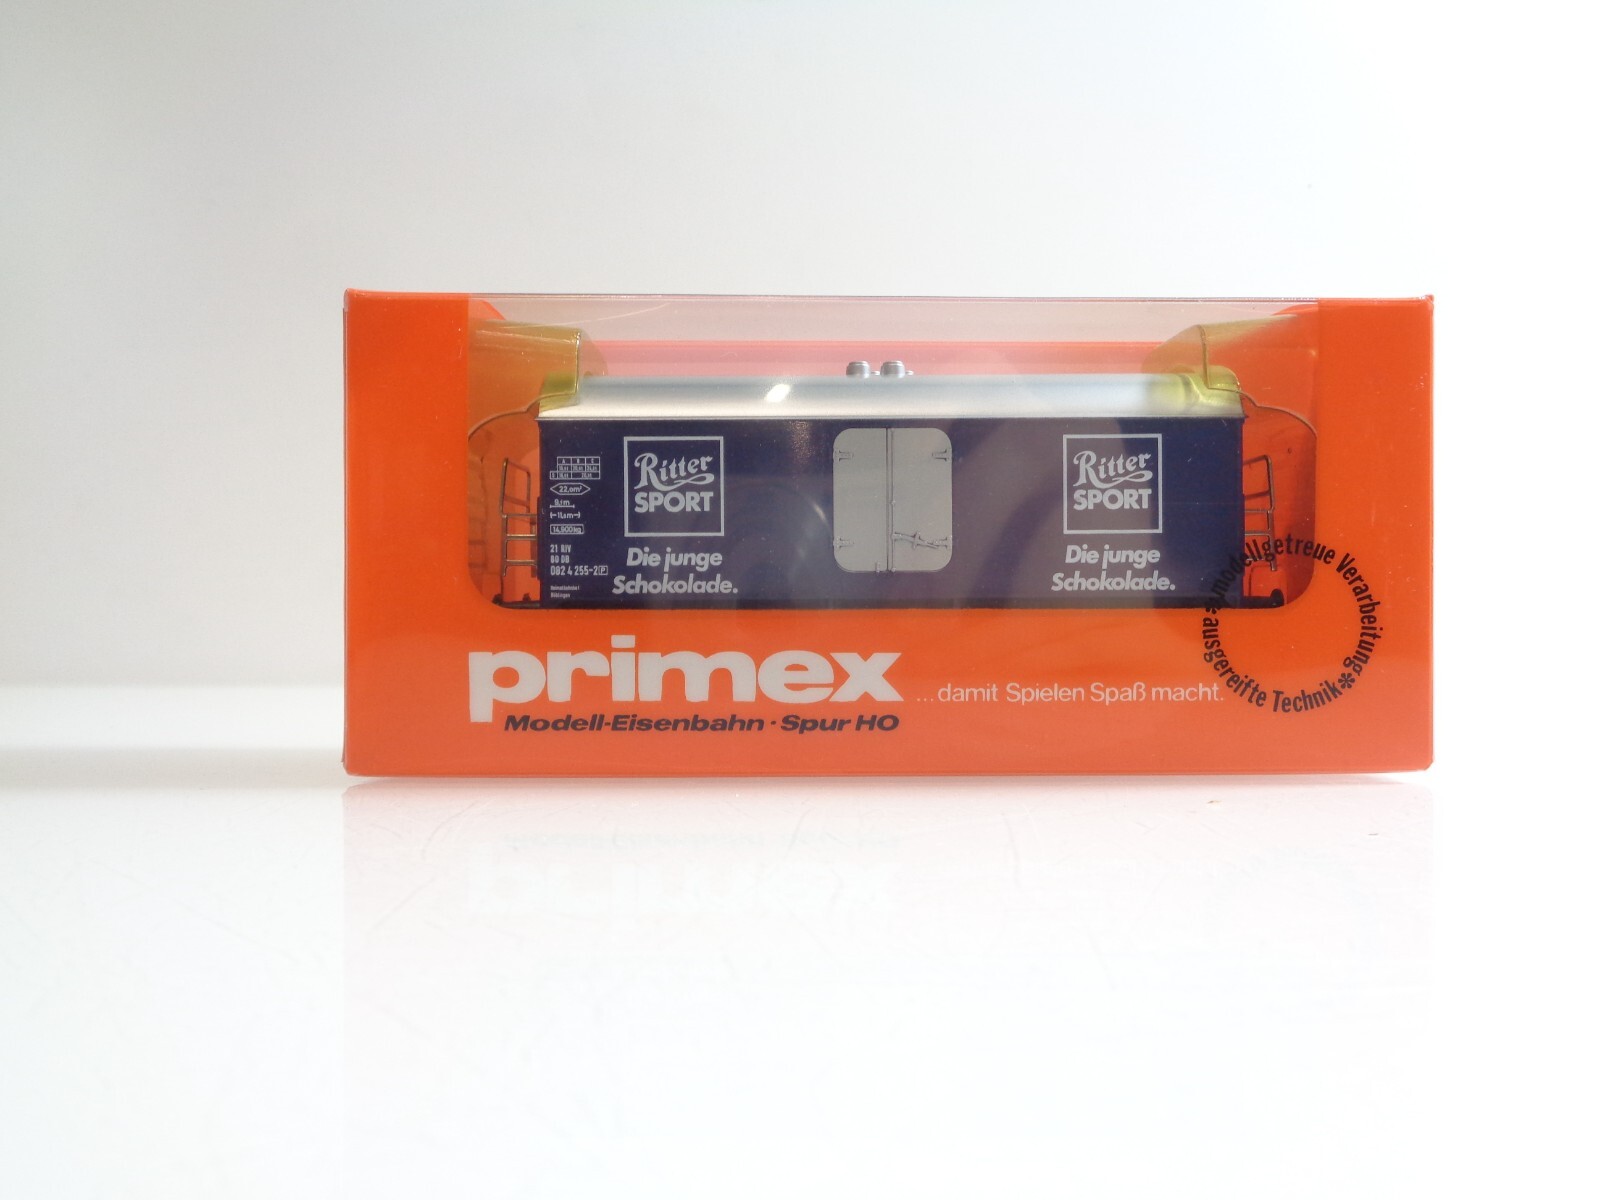 A B C
22,0m²
14.900kg
21 RIV
80 DB
082 4 255-2 P
Ritter
SPORT
Die junge
Schokolade.
Ritter
SPORT
Die junge
Schokolade.
primex
...damit Spielen Spaß macht.
Modell-Eisenbahn · Spur HO
modellgetreue Verarbeitung * ausgereifte Technik *